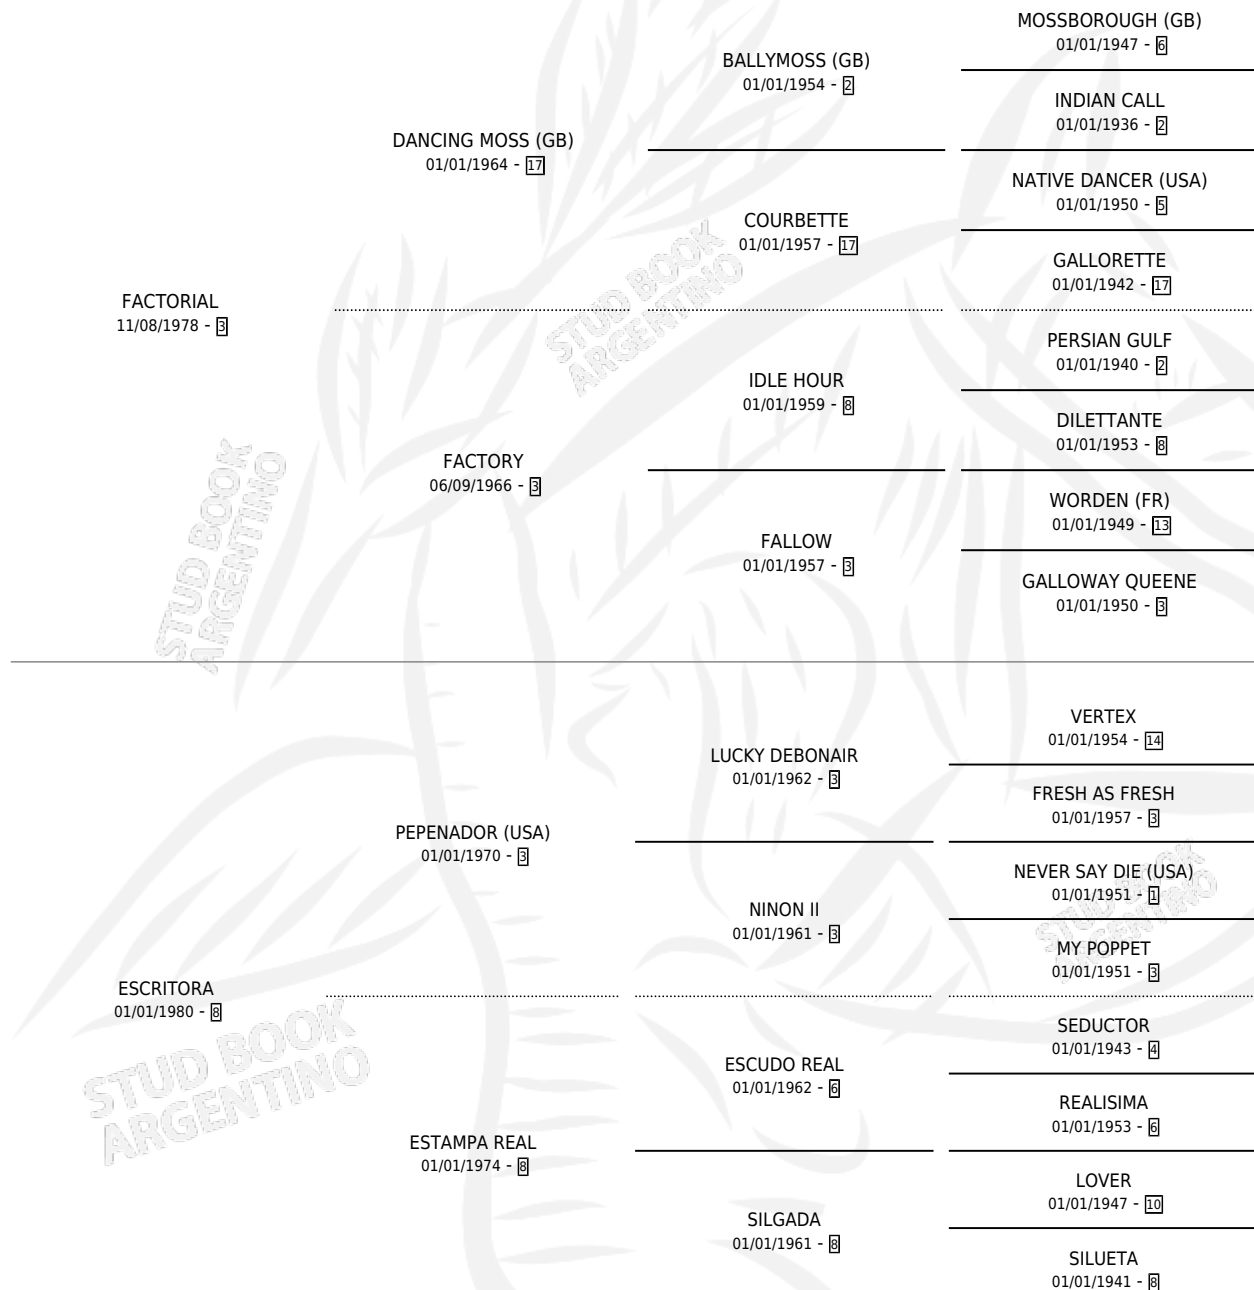 MOSSBOROUGH (GB)
01/01/1947 - 6
BALLYMOSS (GB)
01/01/1954 - 2
INDIAN CALL
01/01/1936 - 2
DANCING MOSS (GB)
01/01/1964 - 17
NATIVE DANCER (USA)
01/01/1950 - 5
COURBETTE
01/01/1957 - 17
GALLORETTE
01/01/1942 - 17
FACTORIAL
11/08/1978 - 3
STUD BOOK
ARGENTINO
PERSIAN GULF
01/01/1940 - 2
IDLE HOUR
01/01/1959 - 8
DILETTANTE
01/01/1953 - 8
FACTORY
06/09/1966 - 3
WORDEN (FR)
01/01/1949 - 13
FALLOW
01/01/1957 - 3
GALLOWAY QUEENE
01/01/1950 - 3
STUD BOOK
ARGENTINO
VERTEX
01/01/1954 - 14
LUCKY DEBONAIR
01/01/1962 - 3
FRESH AS FRESH
01/01/1957 - 3
PEPENADOR (USA)
01/01/1970 - 3
NEVER SAY DIE (USA)
01/01/1951 - 1
NINON II
01/01/1961 - 3
MY POPPET
01/01/1951 - 3
STUD BOOK
ARGENTINO
ESCRITORA
01/01/1980 - 8
SEDUCTOR
01/01/1943 - 4
ESCUDO REAL
01/01/1962 - 6
REALISIMA
01/01/1953 - 6
STUD BOOK
ARGENTINO
ESTAMPA REAL
01/01/1974 - 8
LOVER
01/01/1947 - 10
SILGADA
01/01/1961 - 8
SILUETA
01/01/1941 - 8